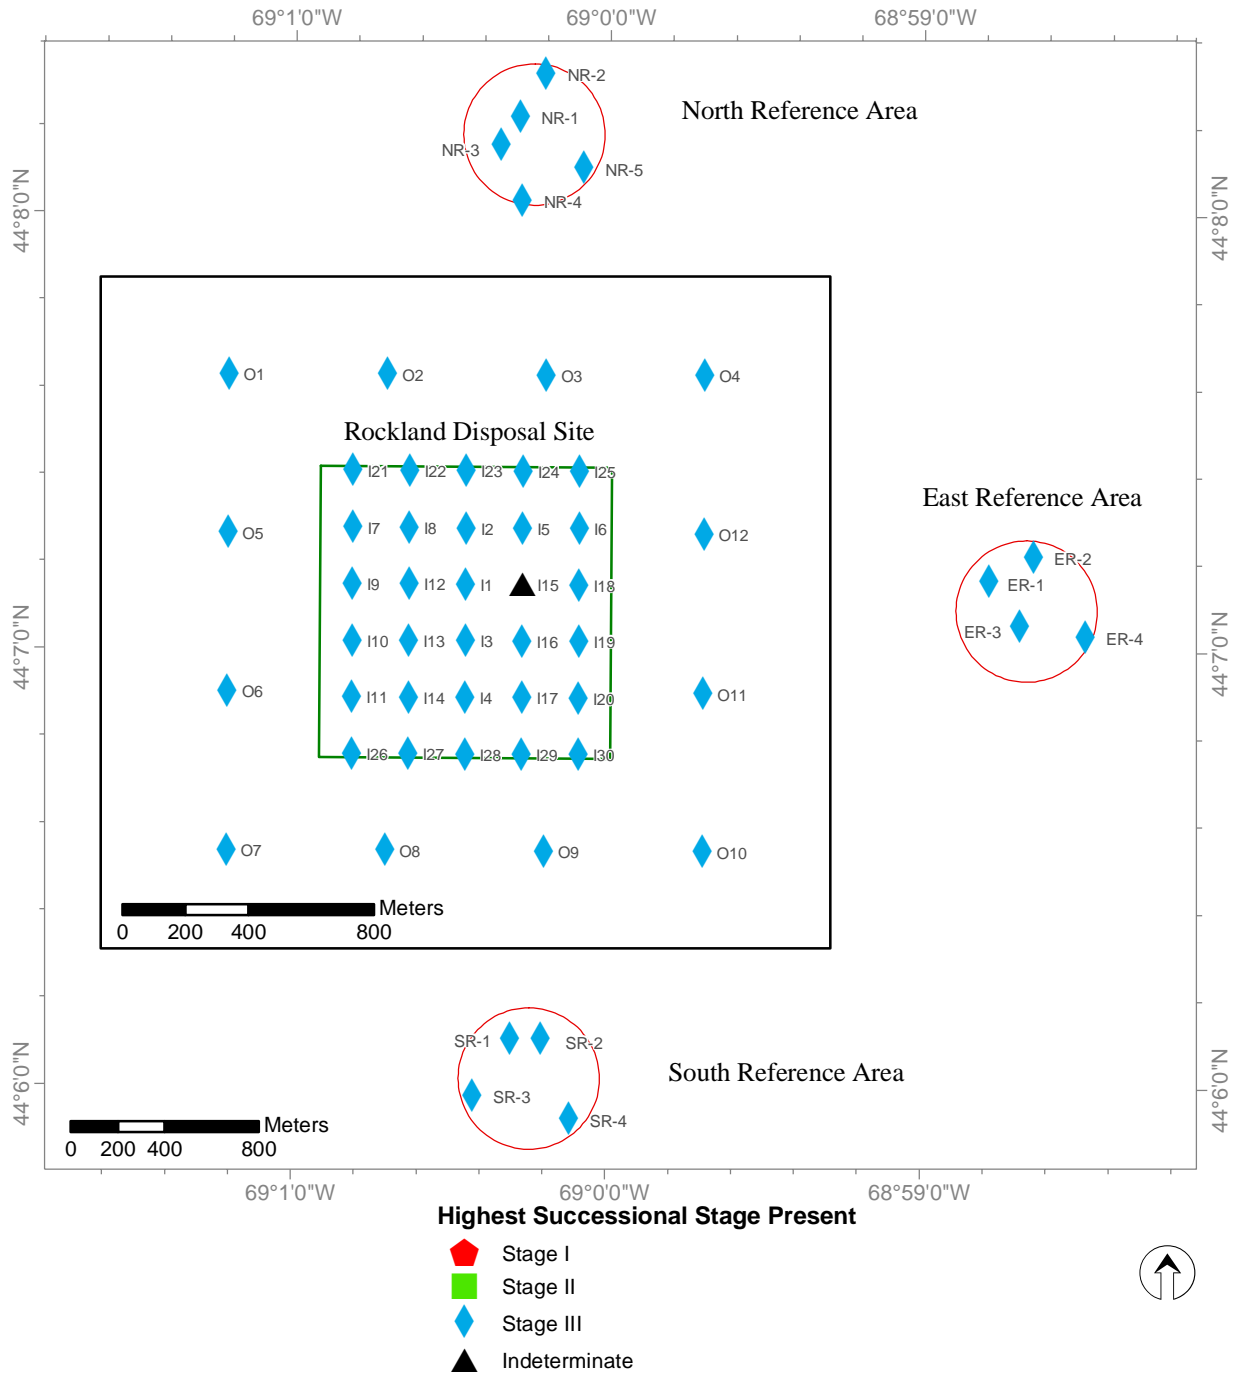 69°1'0"W 69°0'0"W 68°59'0"W
NR-2
North Reference Area
NR-1
NR-3
NR-5
NR-4
44°8'0"N 44°8'0"N
O1 O2 O3 O4
Rockland Disposal Site
I21 I22 I23 I24 I25
East Reference Area
I7 I8 I2 I5 I6
O5 O12
ER-2
I9 I12 I1 I15 I18
ER-1
ER-3
ER-4
I10 I13 I3 I16 I19
44°7'0"N 44°7'0"N
O6 O11
I11 I14 I4 I17 I20
I26 I27 I28 I29 I30
O7 O8 O9 O10
Meters
0 200 400 800
SR-1 SR-2
South Reference Area
44°6'0"N 44°6'0"N
SR-3
SR-4
Meters
0 200 400 800
69°1'0"W 69°0'0"W 68°59'0"W
Highest Successional Stage Present
Stage I
Stage II
Stage III
Indeterminate